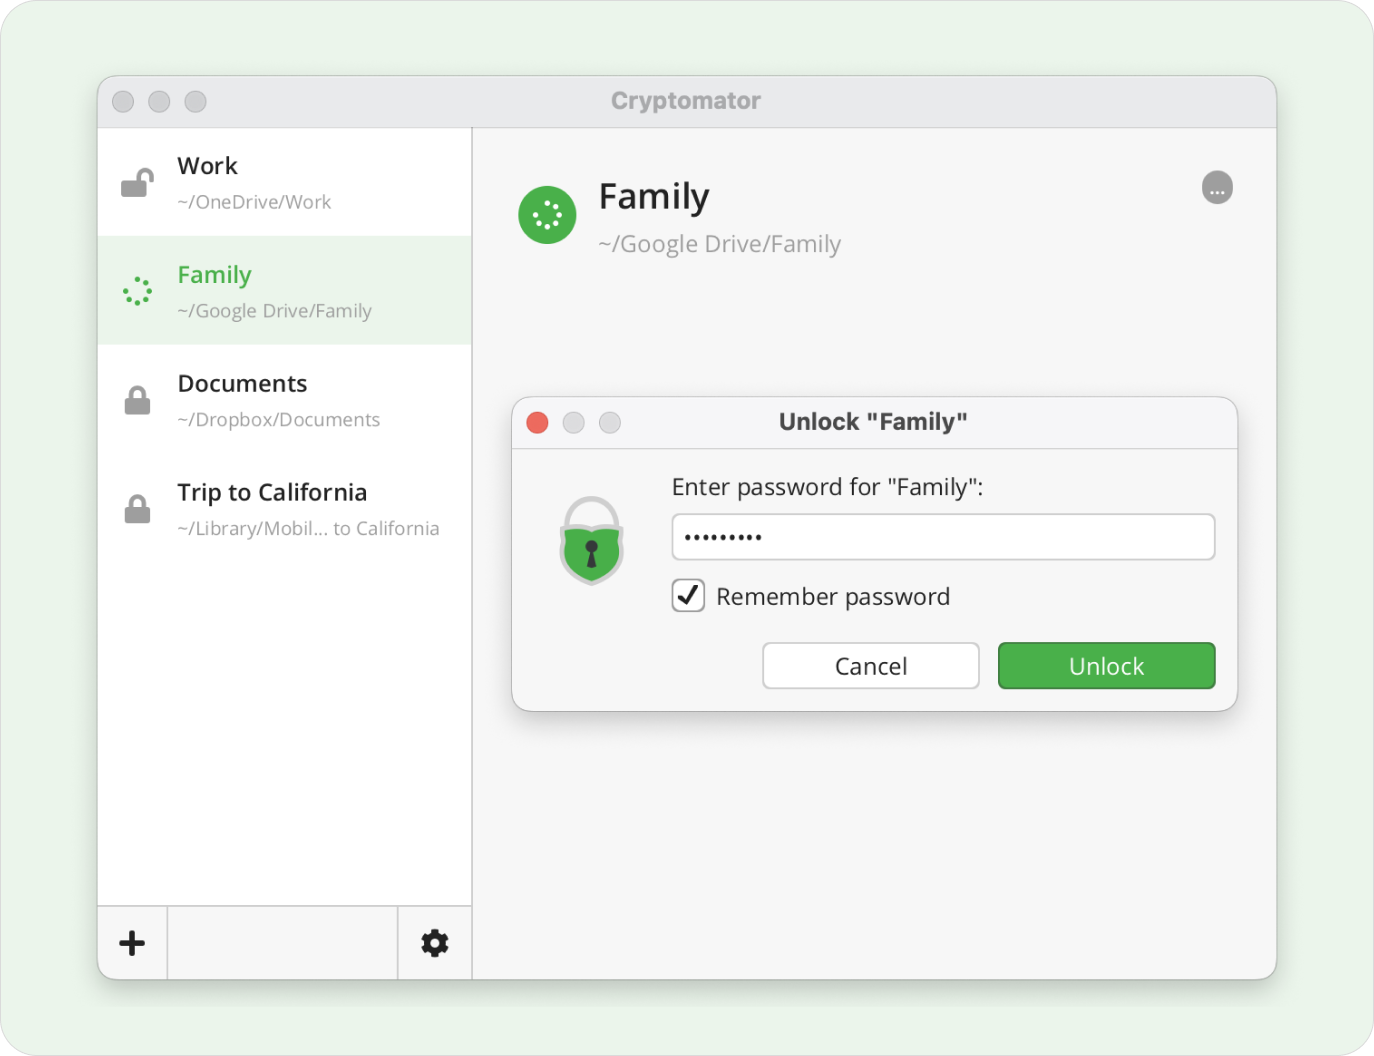 Cryptomator
Work
~/OneDrive/Work
Family
~/Google Drive/Family
Documents
~/Dropbox/Documents
Trip to California
~/Library/Mobil... to California
Family
~/Google Drive/Family
...
Unlock "Family"
Enter password for "Family":
•••••••••
Remember password
Cancel
Unlock